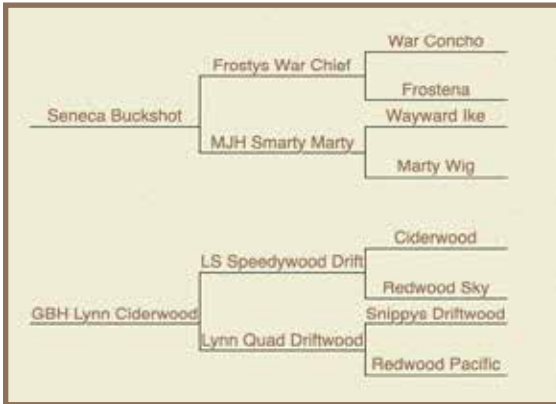 War Concho
Frostys War Chief
Frostena
Seneca Buckshot
Wayward Ike
MJH Smarty Marty
Marty Wig
Ciderwood
LS Speedywood Drift
Redwood Sky
GBH Lynn Ciderwood
Snippys Driftwood
Lynn Quad Driftwood
Redwood Pacific